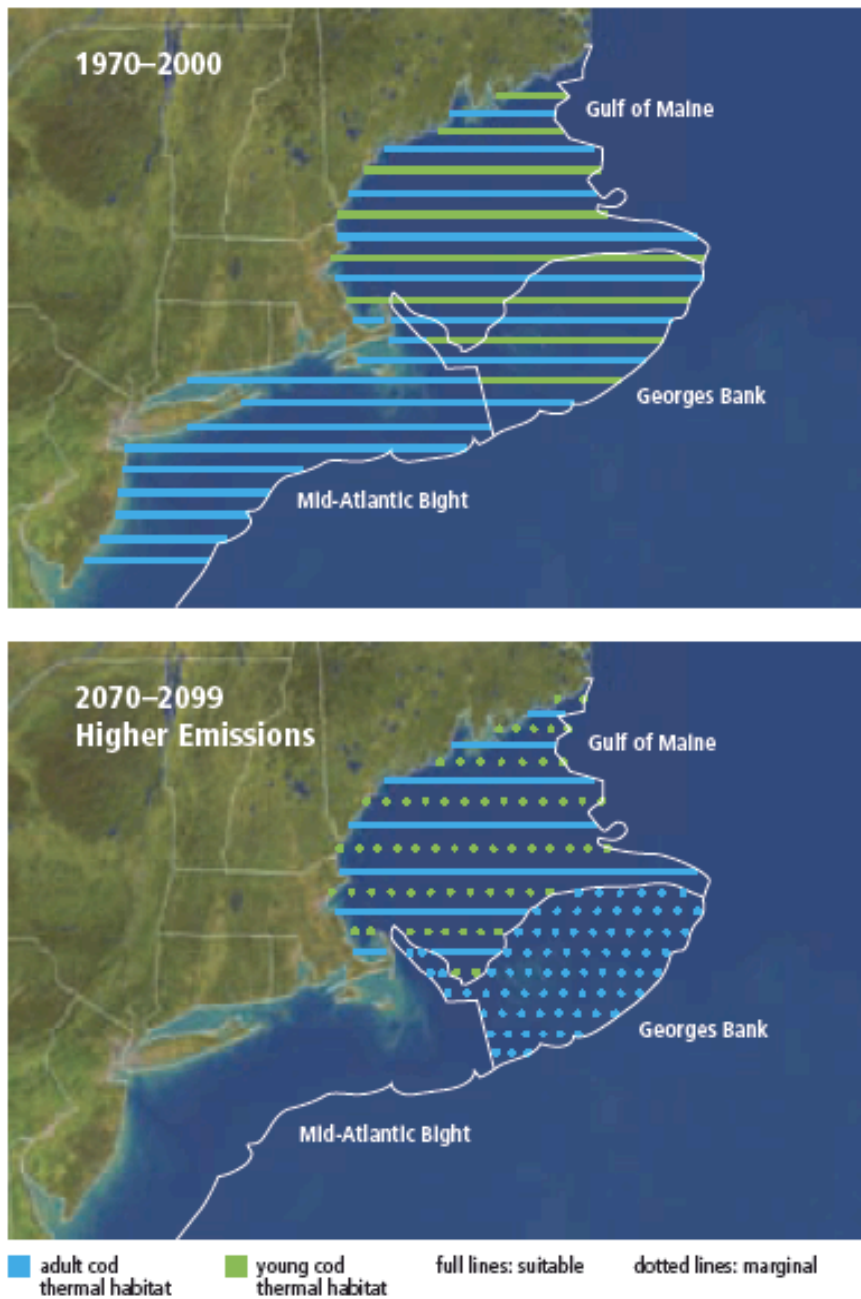 1970–2000
Gulf of Maine
Georges Bank
Mid-Atlantic Bight
2070–2099
Higher Emissions
Gulf of Maine
Georges Bank
Mid-Atlantic Bight
adult cod
thermal habitat
young cod
thermal habitat
full lines: suitable
dotted lines: marginal